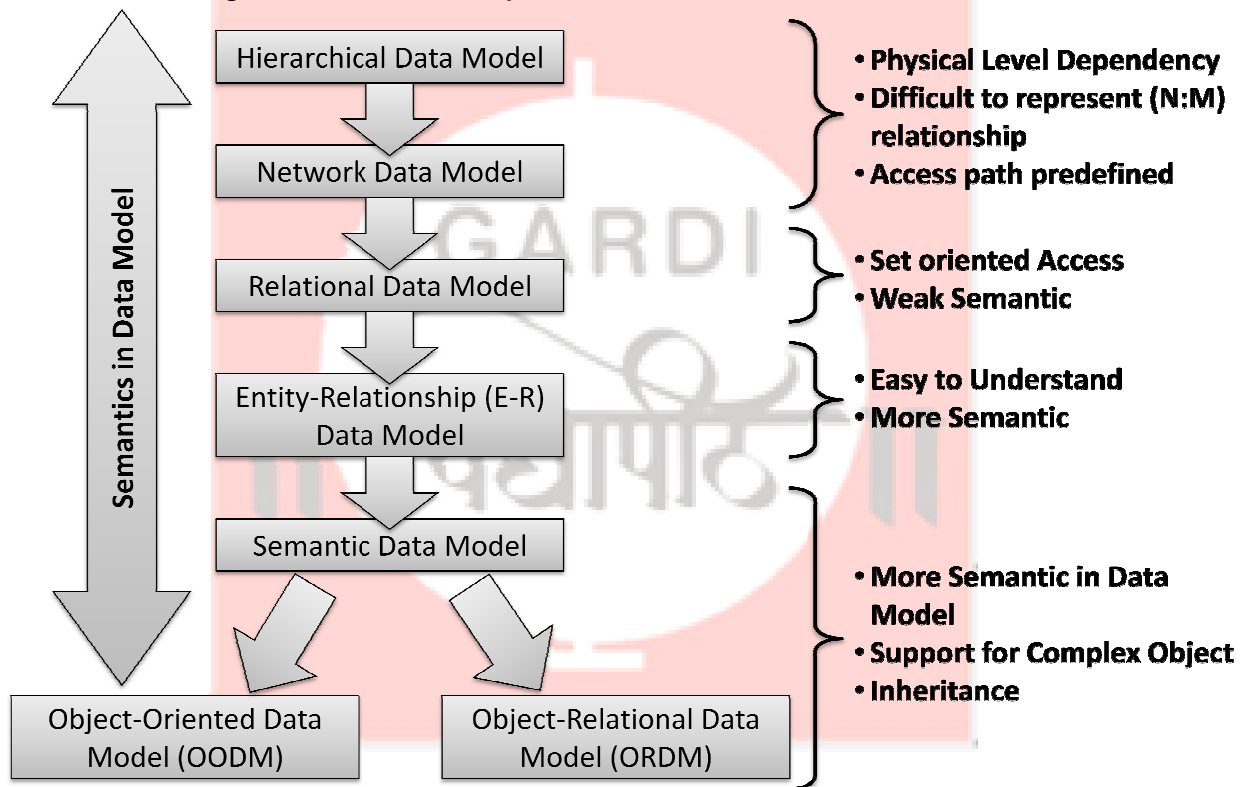 Hierarchical Data Model
Network Data Model
Relational Data Model
Entity-Relationship (E-R)
Data Model
Semantic Data Model
Object-Oriented Data
Model (OODM)
Object-Relational Data
Model (ORDM)
Semantics in Data Model
• Physical Level Dependency
• Difficult to represent (N:M)
relationship
• Access path predefined
• Set oriented Access
• Weak Semantic
• Easy to Understand
• More Semantic
• More Semantic in Data
Model
• Support for Complex Object
• Inheritance
GARDI